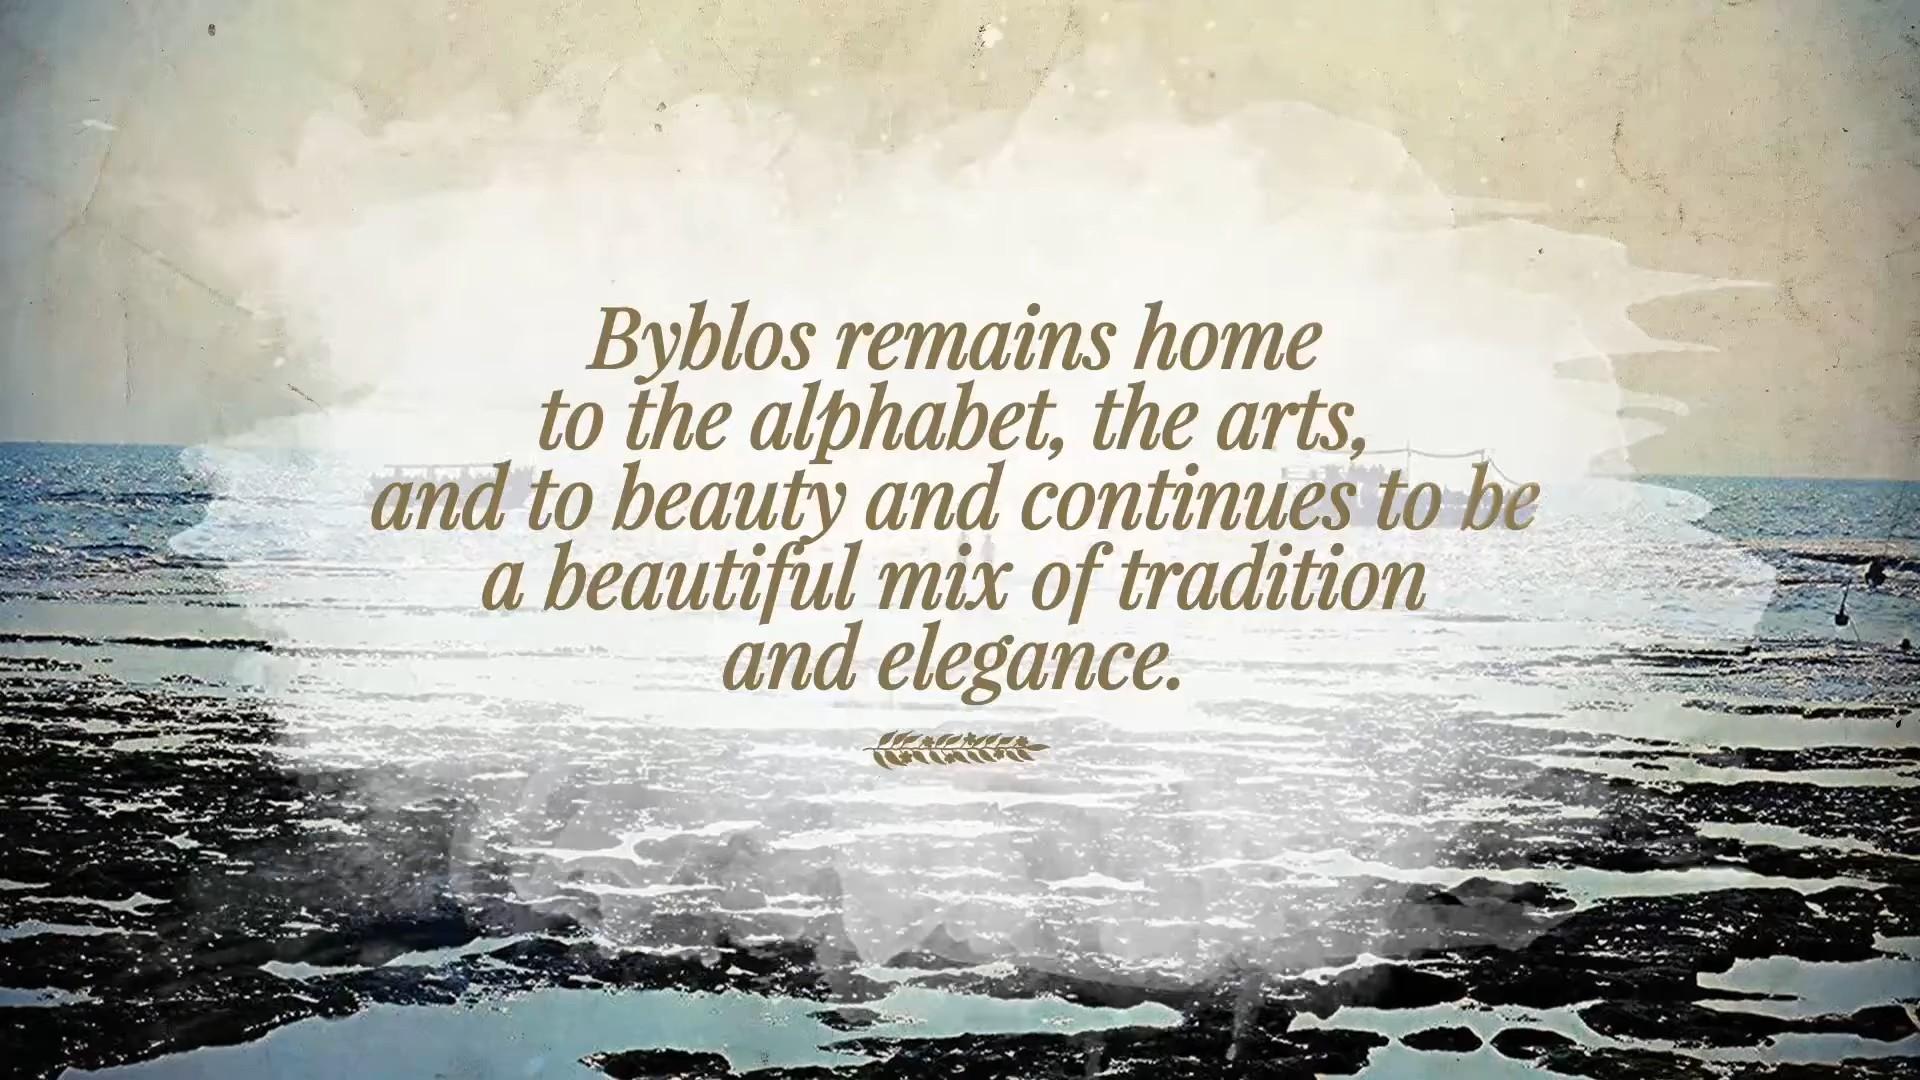 Byblos remains home
to the alphabet, the arts,
and to beauty and continues to be
a beautiful mix of tradition
and elegance.